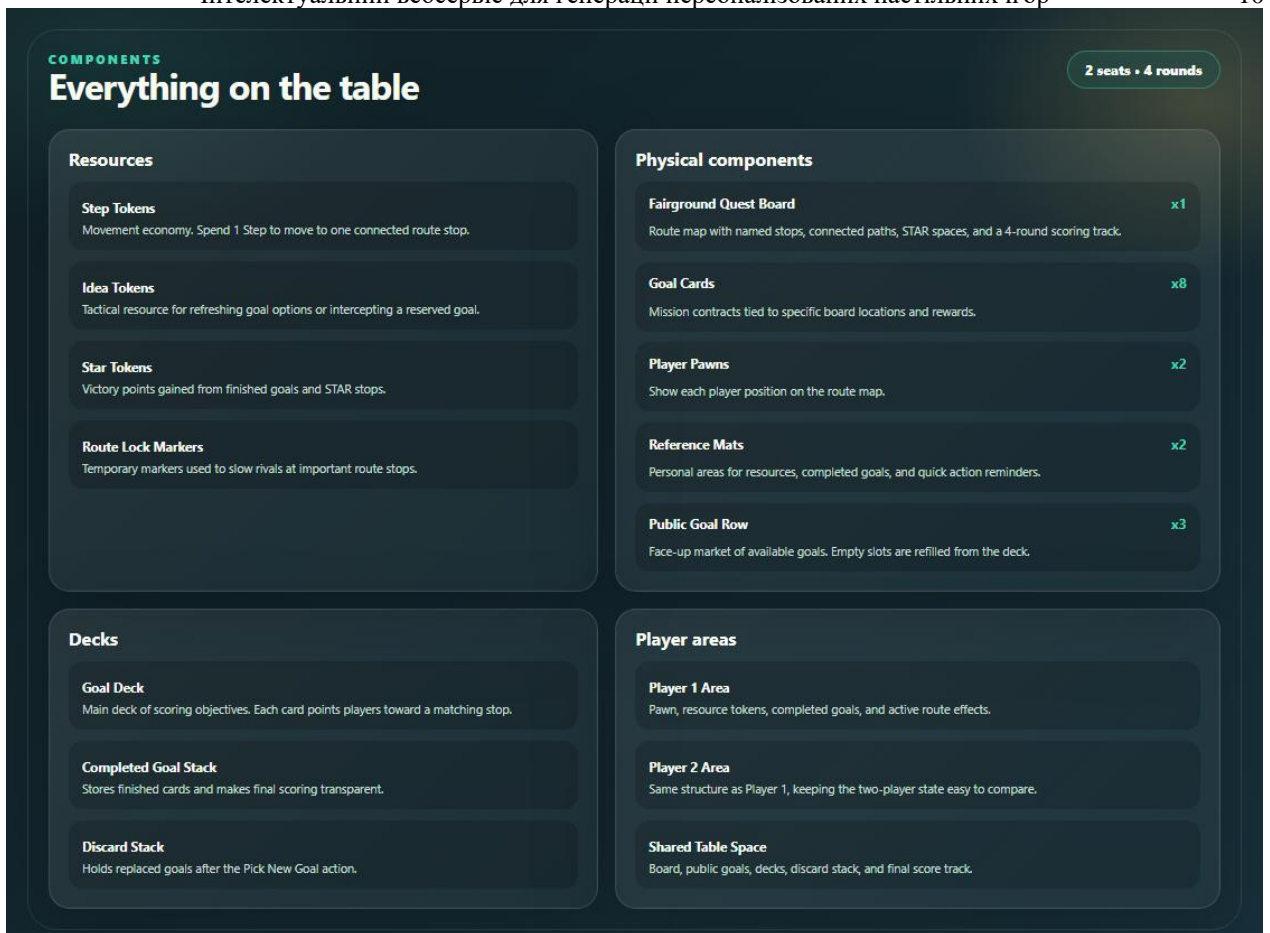 Інтелектуальний вебсервіс для генерації персоналізованих настільних ігор
COMPONENTS
Everything on the table
2 seats • 4 rounds
Resources
Step Tokens
Movement economy. Spend 1 Step to move to one connected route stop.
Idea Tokens
Tactical resource for refreshing goal options or intercepting a reserved goal.
Star Tokens
Victory points gained from finished goals and STAR stops.
Route Lock Markers
Temporary markers used to slow rivals at important route stops.
Physical components
Fairground Quest Board x1
Route map with named stops, connected paths, STAR spaces, and a 4-round scoring track.
Goal Cards x8
Mission contracts tied to specific board locations and rewards.
Player Pawns x2
Show each player position on the route map.
Reference Mats x2
Personal areas for resources, completed goals, and quick action reminders.
Public Goal Row x3
Face-up market of available goals. Empty slots are refilled from the deck.
Decks
Goal Deck
Main deck of scoring objectives. Each card points players toward a matching stop.
Completed Goal Stack
Stores finished cards and makes final scoring transparent.
Discard Stack
Holds replaced goals after the Pick New Goal action.
Player areas
Player 1 Area
Pawn, resource tokens, completed goals, and active route effects.
Player 2 Area
Same structure as Player 1, keeping the two-player state easy to compare.
Shared Table Space
Board, public goals, decks, discard stack, and final score track.